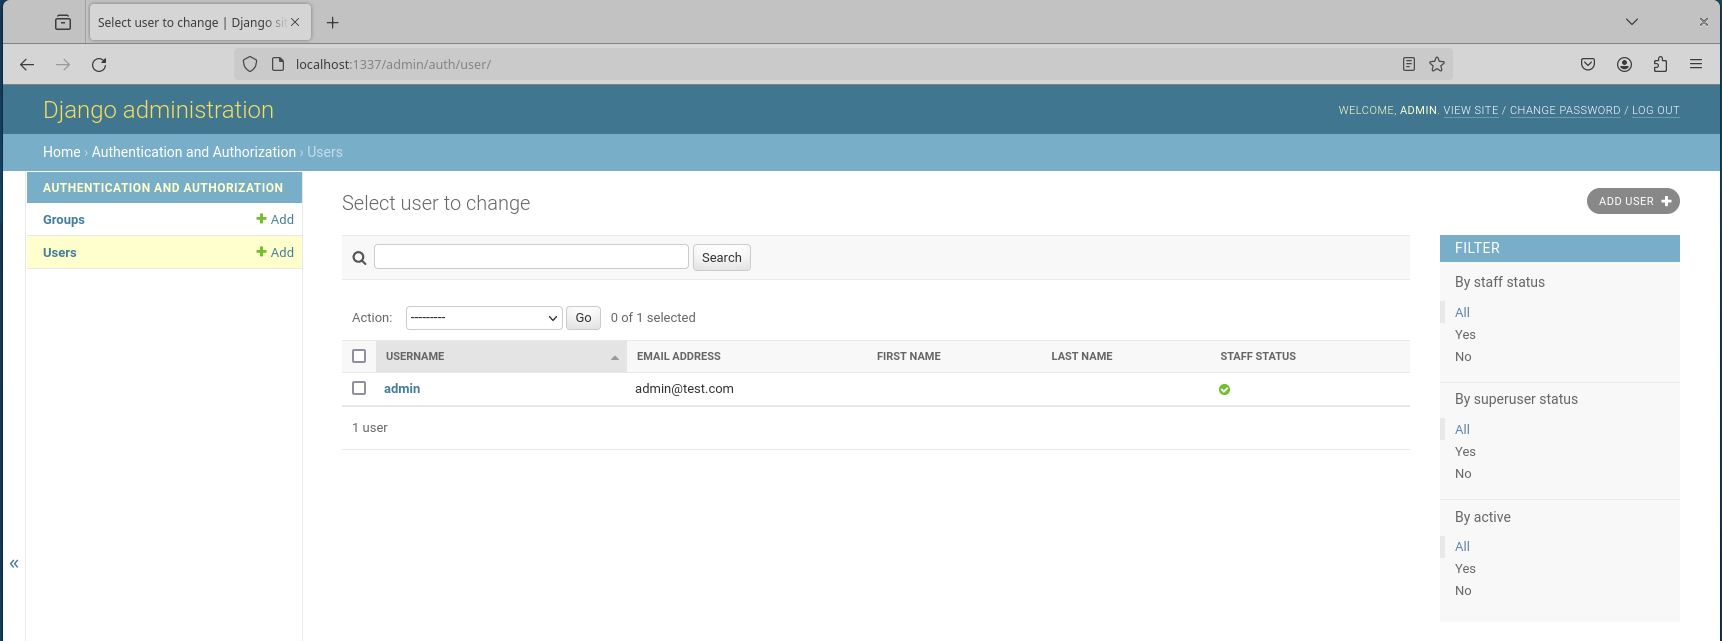 Select user to change | Django sit
localhost:1337/admin/auth/user/
Django administration
WELCOME, ADMIN. VIEW SITE / CHANGE PASSWORD / LOG OUT
Home › Authentication and Authorization › Users
AUTHENTICATION AND AUTHORIZATION
Groups + Add
Users + Add
«
Select user to change
ADD USER +
Search
Action: --------- Go 0 of 1 selected
USERNAME EMAIL ADDRESS FIRST NAME LAST NAME STAFF STATUS
admin admin@test.com
1 user
FILTER
By staff status
All
Yes
No
By superuser status
All
Yes
No
By active
All
Yes
No